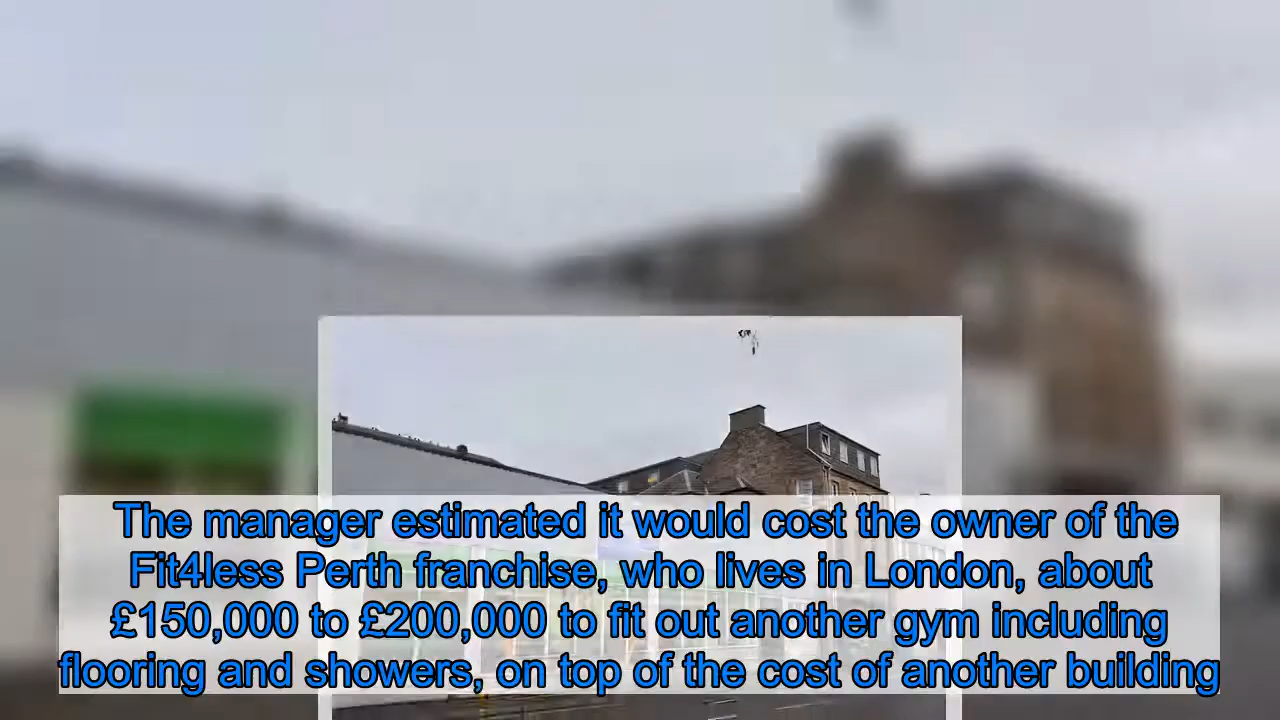 The manager estimated it would cost the owner of the
Fit4less Perth franchise, who lives in London, about
£150,000 to £200,000 to fit out another gym including
flooring and showers, on top of the cost of another building